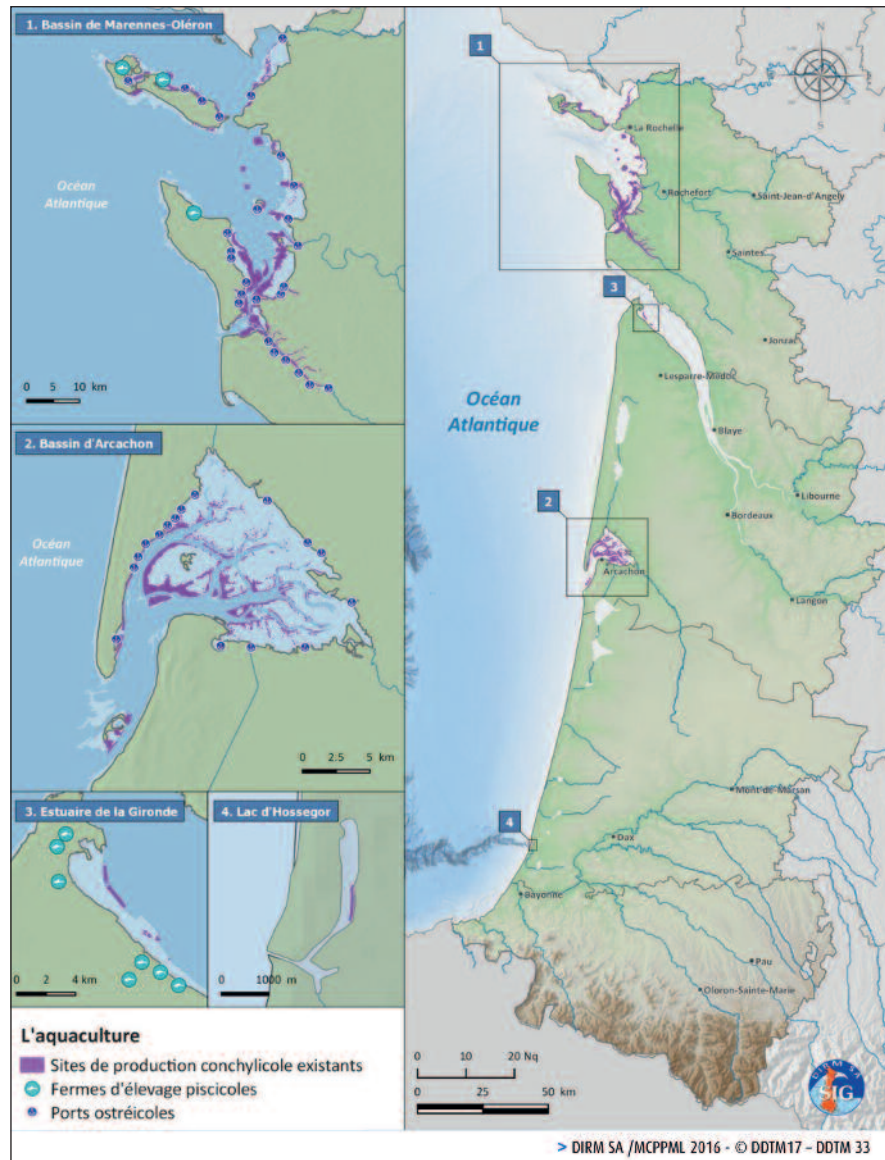 1. Bassin de Marennes-Oléron
Océan
Atlantique
0 5 10 km
2. Bassin d'Arcachon
Océan
Atlantique
0 2.5 5 km
3. Estuaire de la Gironde
0 2 4 km
4. Lac d'Hossegor
0 1000 m
L'aquaculture
Sites de production conchylicole existants
Fermes d'élevage piscicoles
Ports ostréicoles
1
N
S
La Rochelle
Rochefort
Saint-Jean-d'Angely
Saintes
3
Jonzac
Lesparre-Médoc
Océan
Atlantique
Blaye
Libourne
2
Bordeaux
Arcachon
Langon
Mont-de-Marsan
4
Dax
Bayonne
Pau
Oloron-Sainte-Marie
0 10 20 Nq
0 25 50 km
DIRM SA
SIG
> DIRM SA /MCPPML 2016 - © DDTM17 – DDTM 33